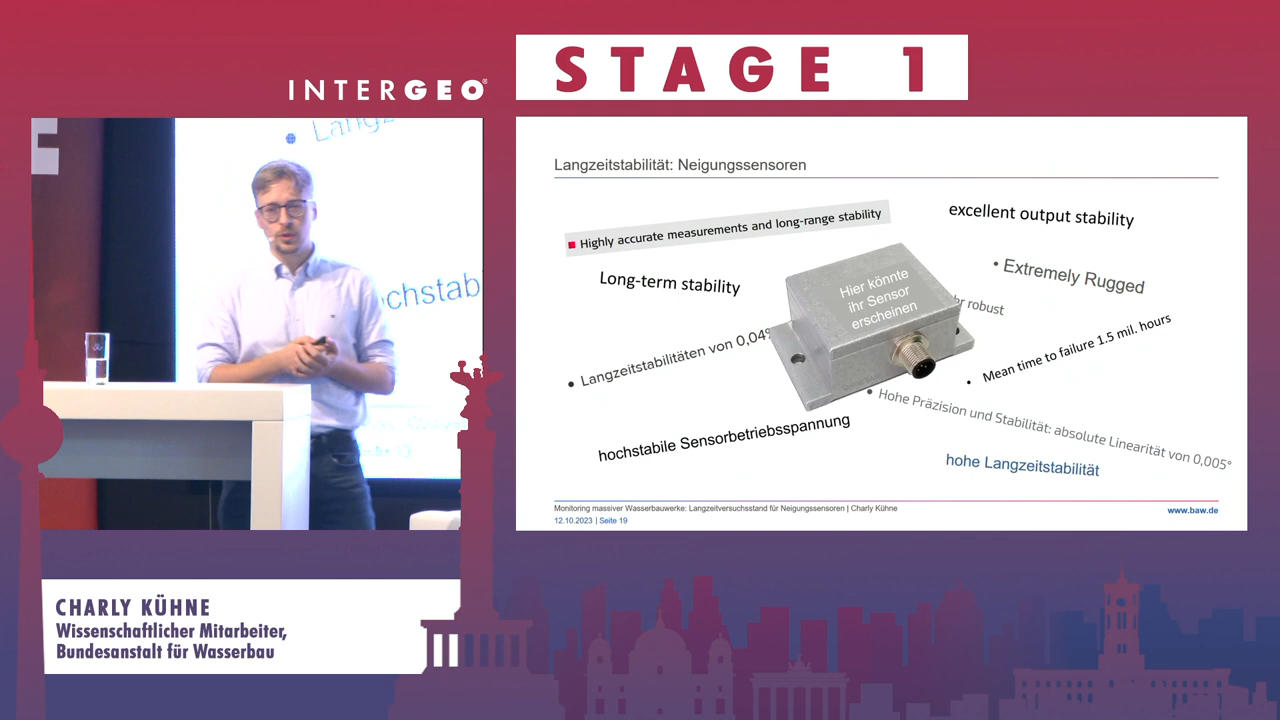 STAGE 1
INTERGEO®
Langz
chstab
Langzeitstabilität: Neigungssensoren
Highly accurate measurements and long-range stability
excellent output stability
Long-term stability
• Extremely Rugged
Hier könnte
ihr Sensor
erscheinen
hr robust
• Langzeitstabilitäten von 0,04°
• Mean time to failure 1.5 mil. hours
• Hohe Präzision und Stabilität: absolute Linearität von 0,005°
hochstabile Sensorbetriebsspannung
hohe Langzeitstabilität
Monitoring massiver Wasserbauwerke: Langzeitversuchsstand für Neigungssensoren | Charly Kühne
12.10.2023 | Seite 19
www.baw.de
CHARLY KÜHNE
Wissenschaftlicher Mitarbeiter,
Bundesanstalt für Wasserbau